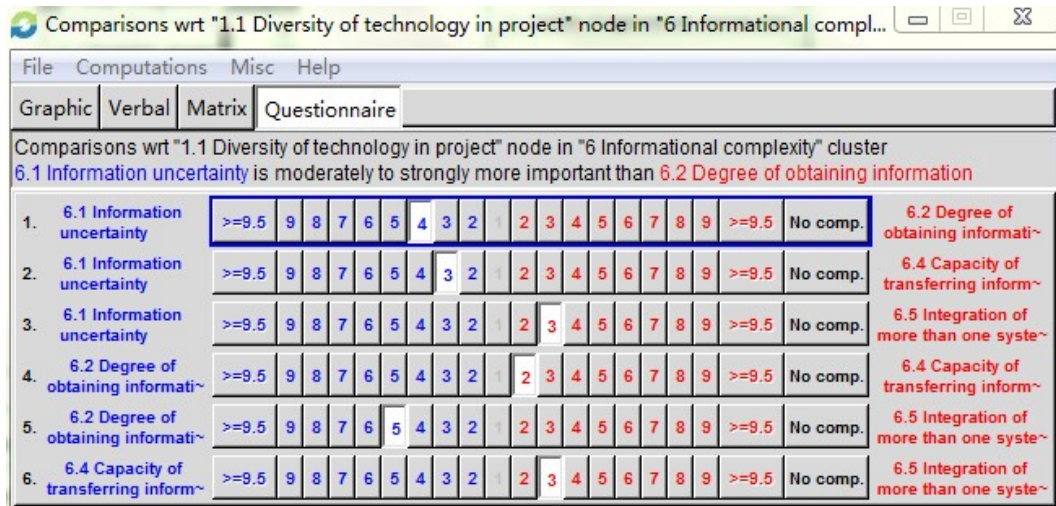 Comparisons wrt "1.1 Diversity of technology in project" node in "6 Informational compl...
File Computations Misc Help
Graphic Verbal Matrix Questionnaire
Comparisons wrt "1.1 Diversity of technology in project" node in "6 Informational complexity" cluster
6.1 Information uncertainty is moderately to strongly more important than 6.2 Degree of obtaining information
1. 6.1 Information uncertainty >=9.5 9 8 7 6 5 4 3 2 1 2 3 4 5 6 7 8 9 >=9.5 No comp. 6.2 Degree of obtaining informati~
2. 6.1 Information uncertainty >=9.5 9 8 7 6 5 4 3 2 1 2 3 4 5 6 7 8 9 >=9.5 No comp. 6.4 Capacity of transferring inform~
3. 6.1 Information uncertainty >=9.5 9 8 7 6 5 4 3 2 1 2 3 4 5 6 7 8 9 >=9.5 No comp. 6.5 Integration of more than one syste~
4. 6.2 Degree of obtaining informati~ >=9.5 9 8 7 6 5 4 3 2 1 2 3 4 5 6 7 8 9 >=9.5 No comp. 6.4 Capacity of transferring inform~
5. 6.2 Degree of obtaining informati~ >=9.5 9 8 7 6 5 4 3 2 1 2 3 4 5 6 7 8 9 >=9.5 No comp. 6.5 Integration of more than one syste~
6. 6.4 Capacity of transferring inform~ >=9.5 9 8 7 6 5 4 3 2 1 2 3 4 5 6 7 8 9 >=9.5 No comp. 6.5 Integration of more than one syste~